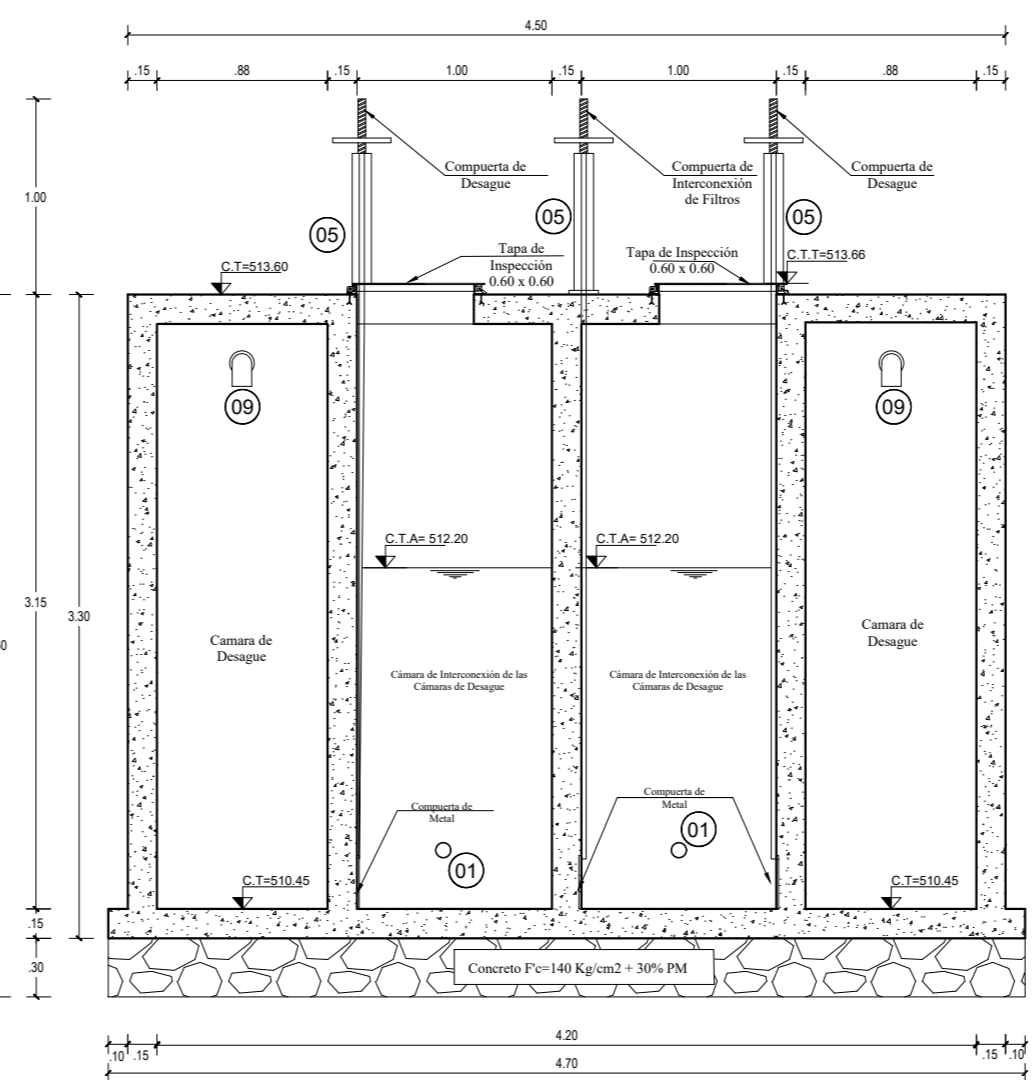 4.50
.15
.88
.15
1.00
.15
1.00
.15
.88
.15
1.00
Compuerta de
Desague
Compuerta de
Interconexión
de Filtros
Compuerta de
Desague
05
05
05
Tapa de
Inspección
0.60 x 0.60
Tapa de Inspección
0.60 x 0.60
C.T.T=513.66
C.T=513.60
09
09
C.T.A= 512.20
C.T.A= 512.20
3.15
3.30
Camara de
Desague
Cámara de Interconexión de las
Cámaras de Desague
Cámara de Interconexión de las
Cámaras de Desague
Camara de
Desague
Compuerta de
Metal
Compuerta de
Metal
01
01
C.T=510.45
C.T=510.45
.15
.30
Concreto F'c=140 Kg/cm2 + 30% PM
4.20
.10
.15
.15
.10
4.70